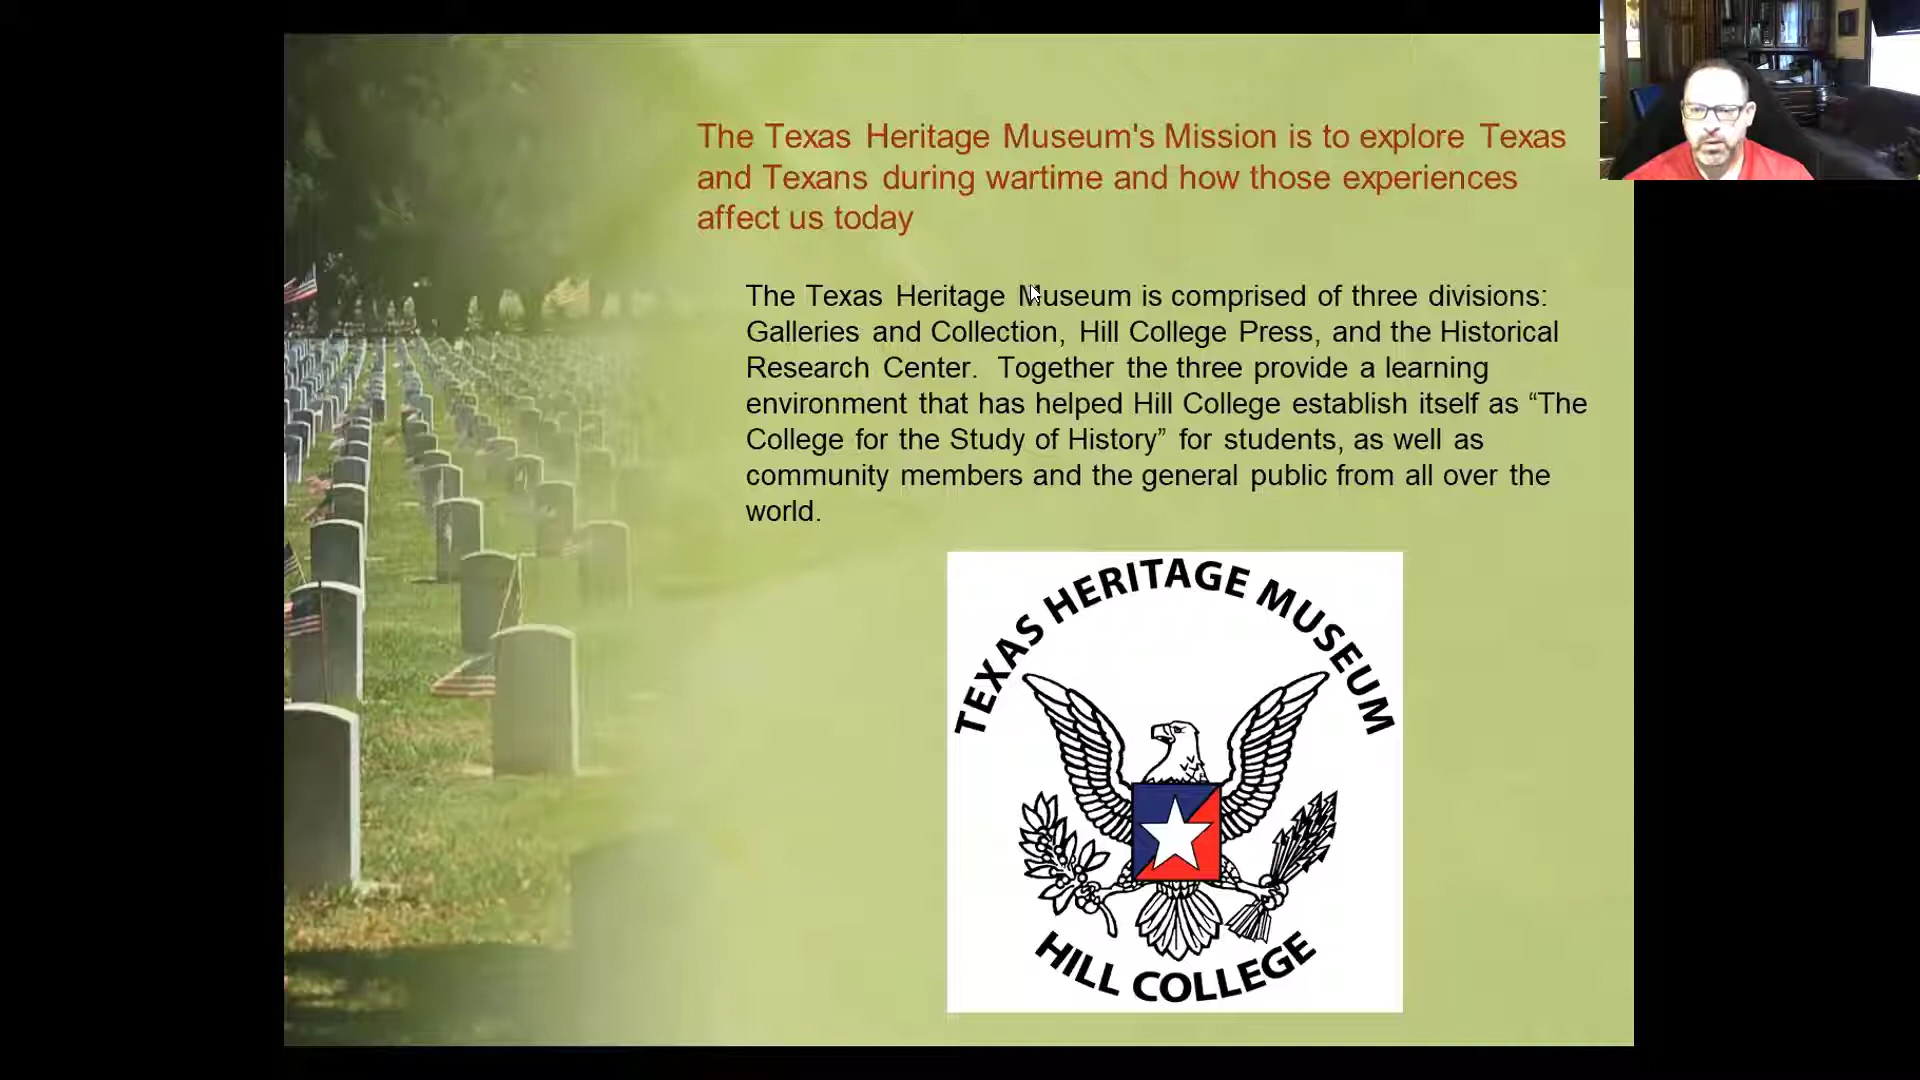 The Texas Heritage Museum's Mission is to explore Texas
and Texans during wartime and how those experiences
affect us today
The Texas Heritage Museum is comprised of three divisions:
Galleries and Collection, Hill College Press, and the Historical
Research Center. Together the three provide a learning
environment that has helped Hill College establish itself as “The
College for the Study of History” for students, as well as
community members and the general public from all over the
world.
TEXAS HERITAGE MUSEUM
HILL COLLEGE